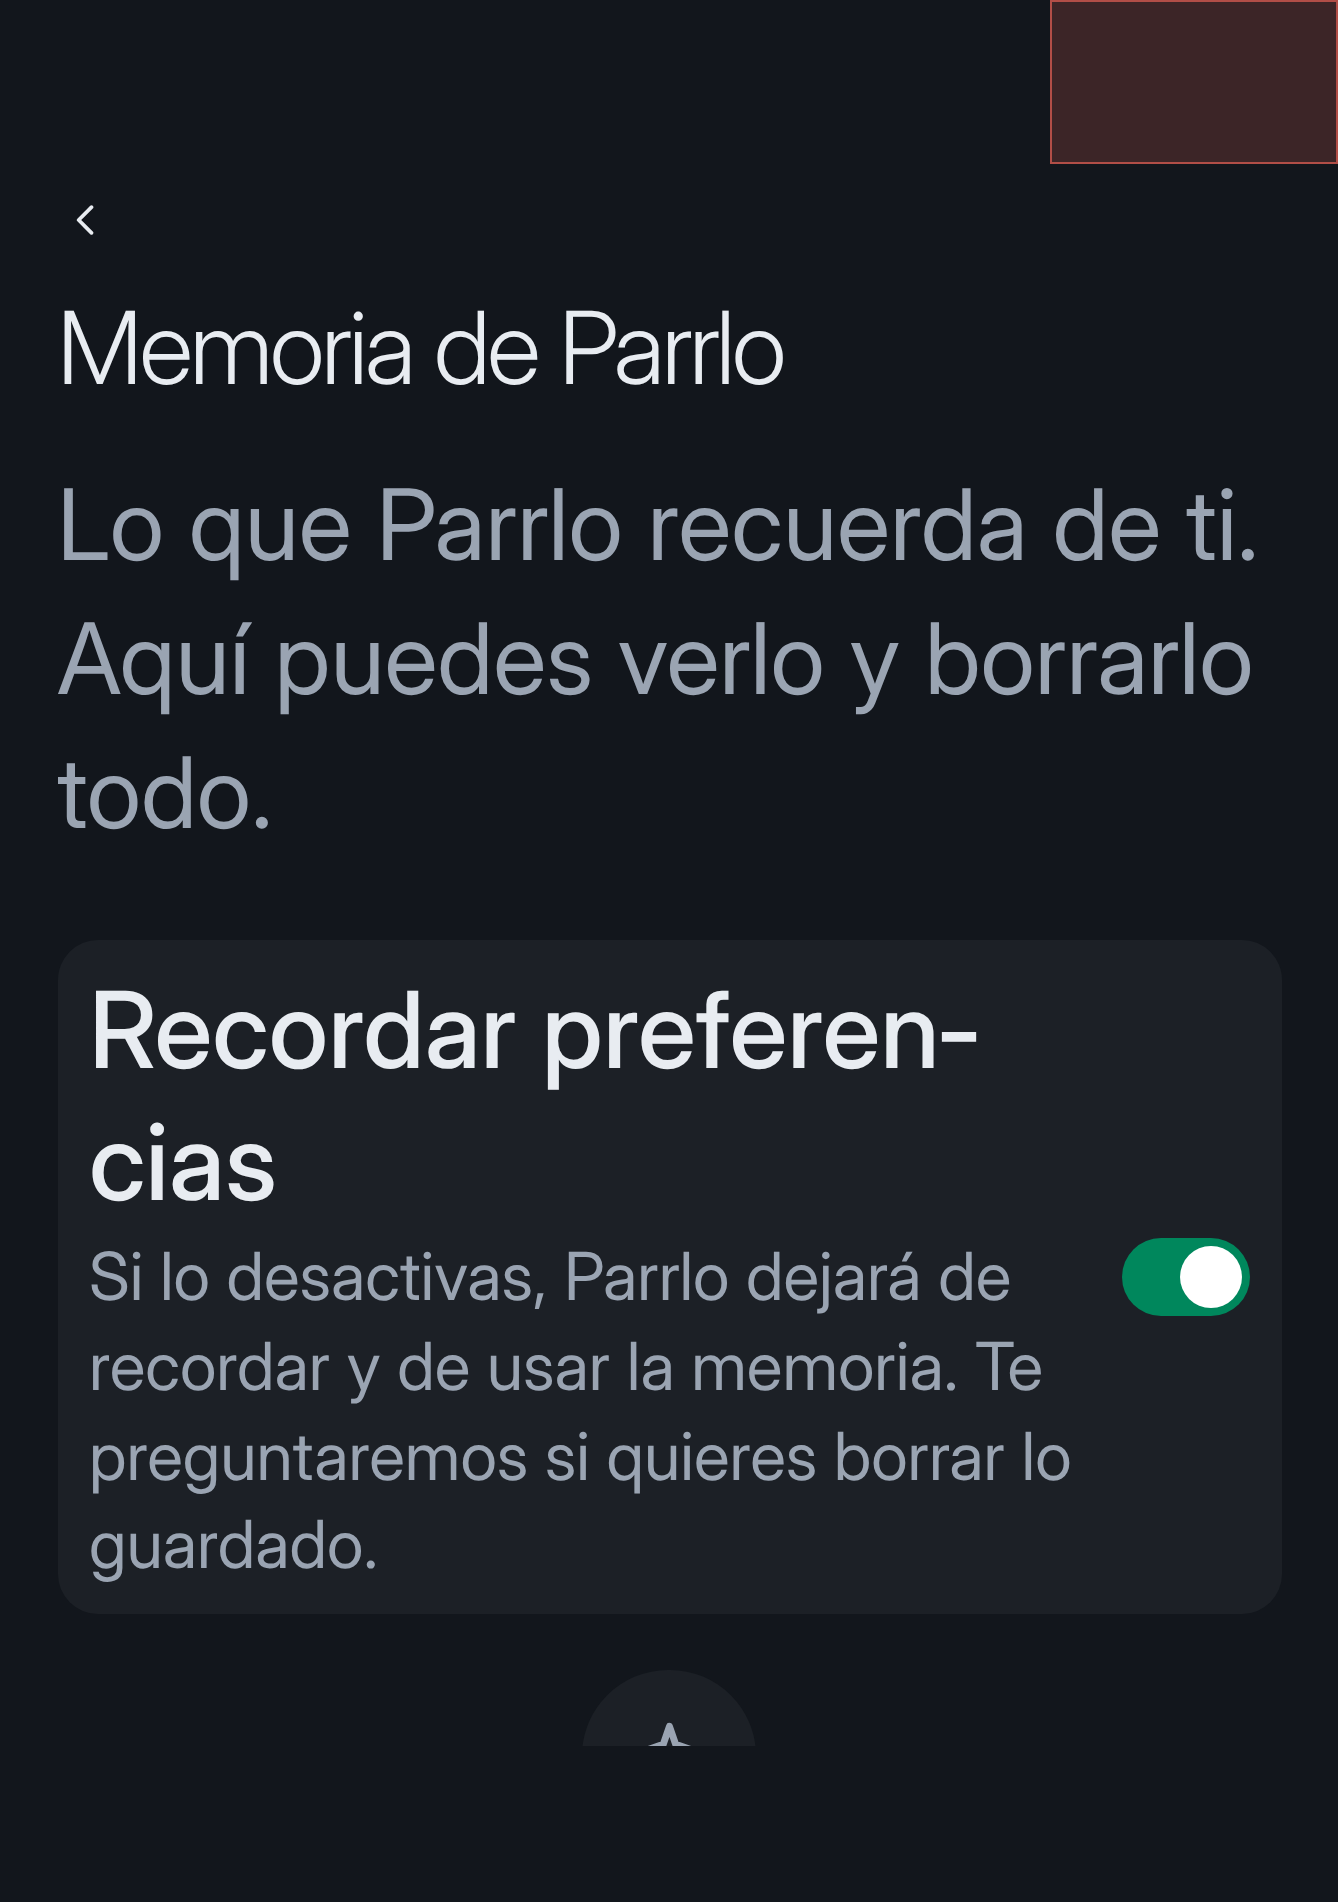 Memoria de Parrlo
Lo que Parrlo recuerda de ti.
Aquí puedes verlo y borrarlo
todo.
Recordar preferen-
cias
Si lo desactivas, Parrlo dejará de
recordar y de usar la memoria. Te
preguntaremos si quieres borrar lo
guardado.